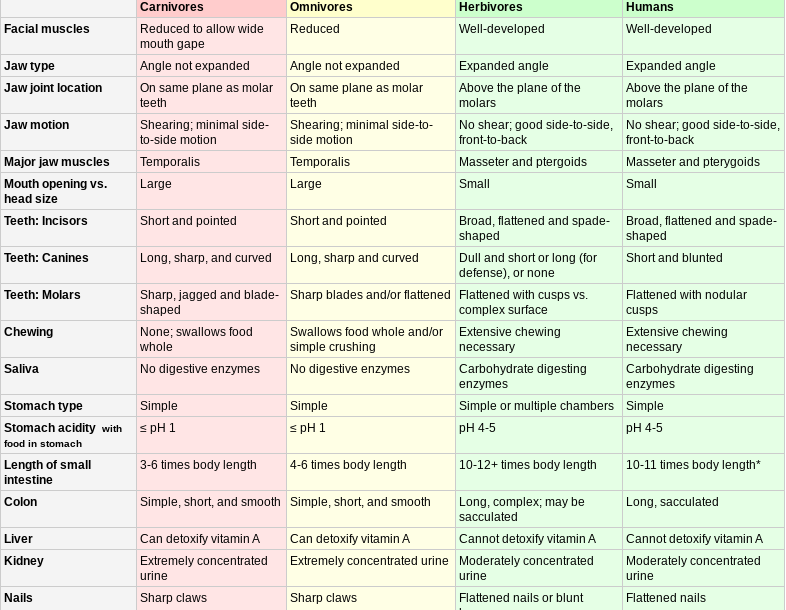 Carnivores Omnivores Herbivores Humans
Facial muscles Reduced to allow wide Reduced Well-developed Well-developed
mouth gape
Jaw type Angle not expanded Angle not expanded Expanded angle Expanded angle
Jaw joint location On same plane as molar On same plane as molar Above the plane of the Above the plane of the
teeth teeth molars molars
Jaw motion Shearing; minimal side- Shearing; minimal side-to- No shear; good side-to-side, No shear; good side-to-side,
to-side motion side motion front-to-back front-to-back
Major jaw muscles Temporalis Temporalis Masseter and ptergoids Masseter and pterygoids
Mouth opening vs. Large Large Small Small
head size
Teeth: Incisors Short and pointed Short and pointed Broad, flattened and spade- Broad, flattened and spade-
shaped shaped
Teeth: Canines Long, sharp, and curved Long, sharp and curved Dull and short or long (for Short and blunted
defense), or none
Teeth: Molars Sharp, jagged and blade- Sharp blades and/or flattened Flattened with cusps vs. Flattened with nodular
shaped complex surface cusps
Chewing None; swallows food Swallows food whole and/or Extensive chewing Extensive chewing
whole simple crushing necessary necessary
Saliva No digestive enzymes No digestive enzymes Carbohydrate digesting Carbohydrate digesting
enzymes enzymes
Stomach type Simple Simple Simple or multiple chambers Simple
Stomach acidity with ≤ pH 1 ≤ pH 1 pH 4-5 pH 4-5
food in stomach
Length of small 3-6 times body length 4-6 times body length 10-12+ times body length 10-11 times body length*
intestine
Colon Simple, short, and smooth Simple, short, and smooth Long, complex; may be Long, sacculated
sacculated
Liver Can detoxify vitamin A Can detoxify vitamin A Cannot detoxify vitamin A Cannot detoxify vitamin A
Kidney Extremely concentrated Extremely concentrated urine Moderately concentrated Moderately concentrated
urine urine urine
Nails Sharp claws Sharp claws Flattened nails or blunt Flattened nails